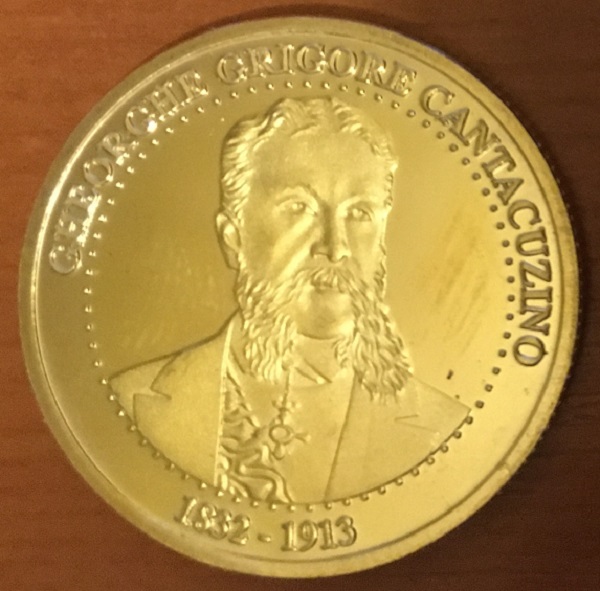 GHEORGHE GRIGORE CANTACUZINO
1832 - 1913